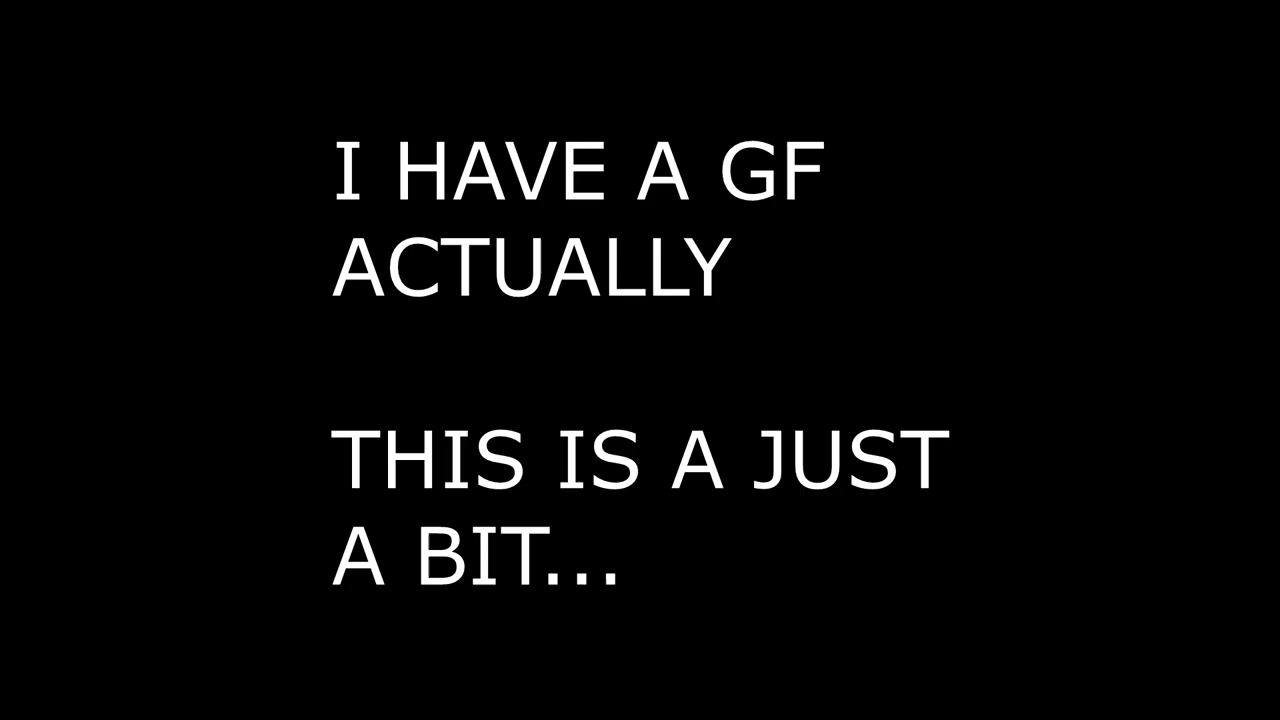 I HAVE A GF
ACTUALLY
THIS IS A JUST
A BIT...